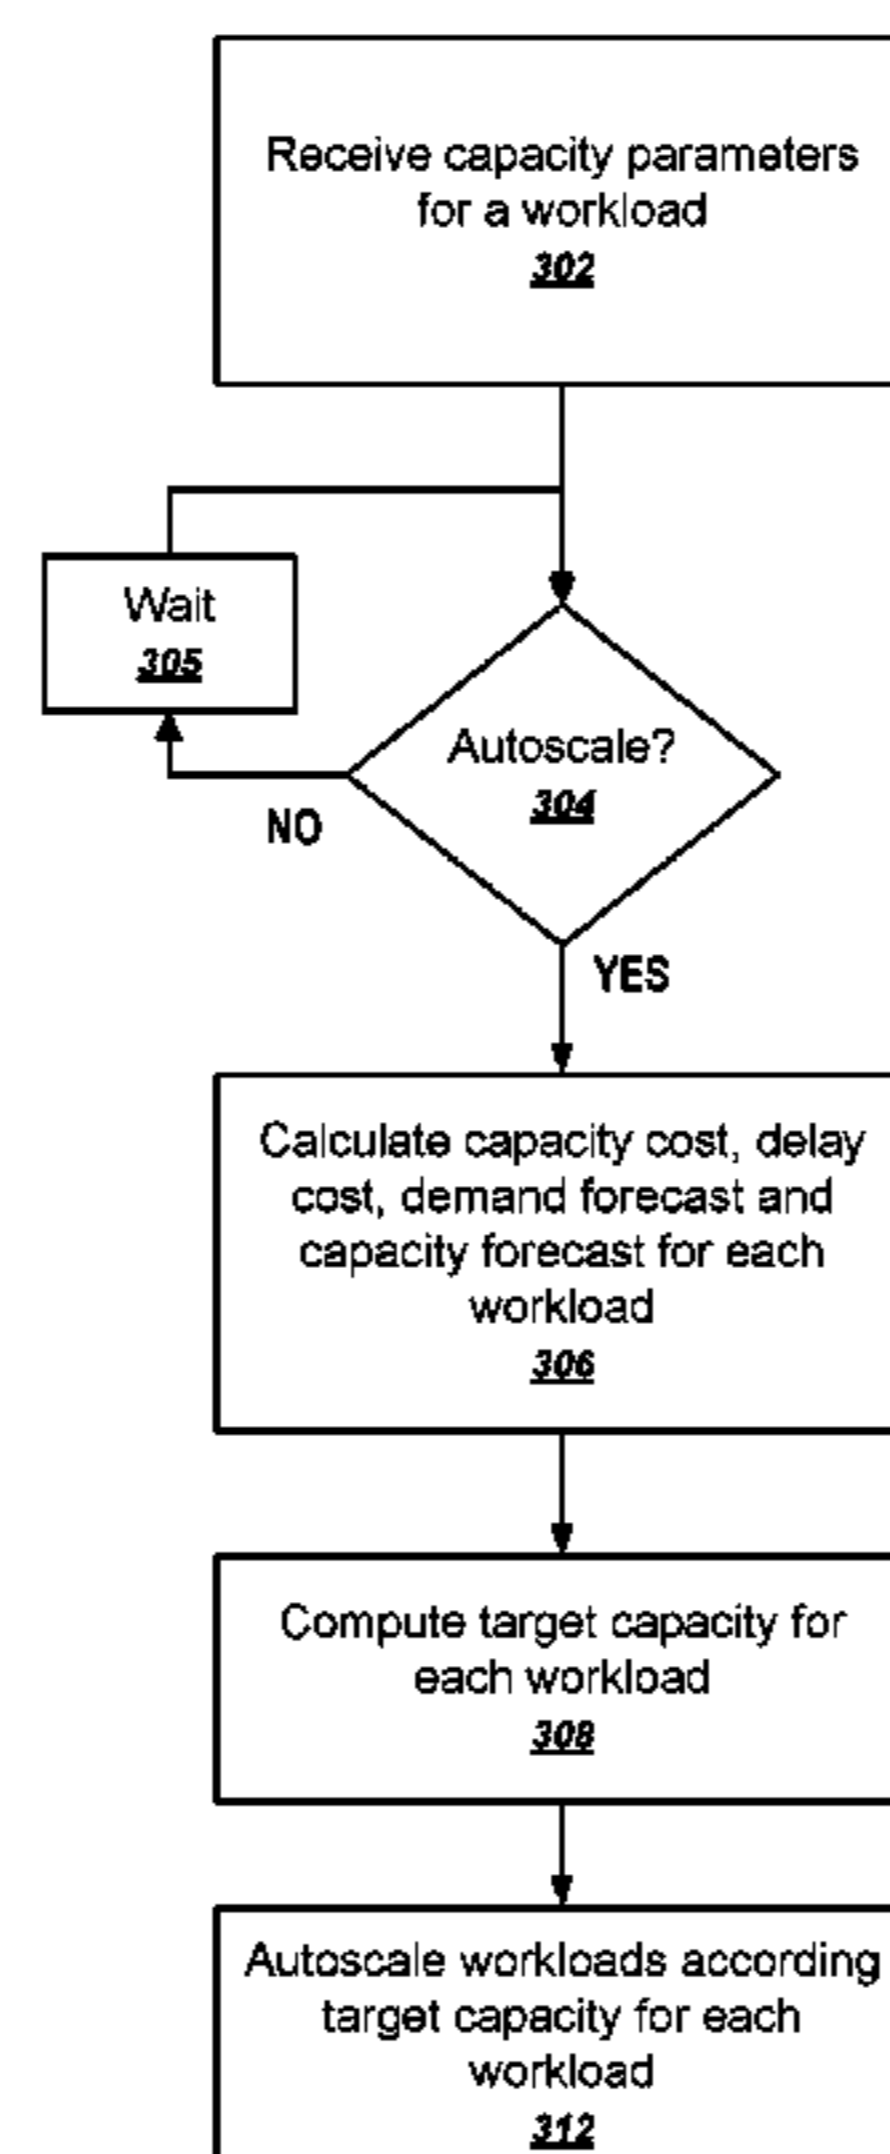 Receive capacity parameters
for a workload
302
Wait
305
Autoscale?
304
NO
YES
Calculate capacity cost, delay
cost, demand forecast and
capacity forecast for each
workload
306
Compute target capacity for
each workload
308
Autoscale workloads according
target capacity for each
workload
312